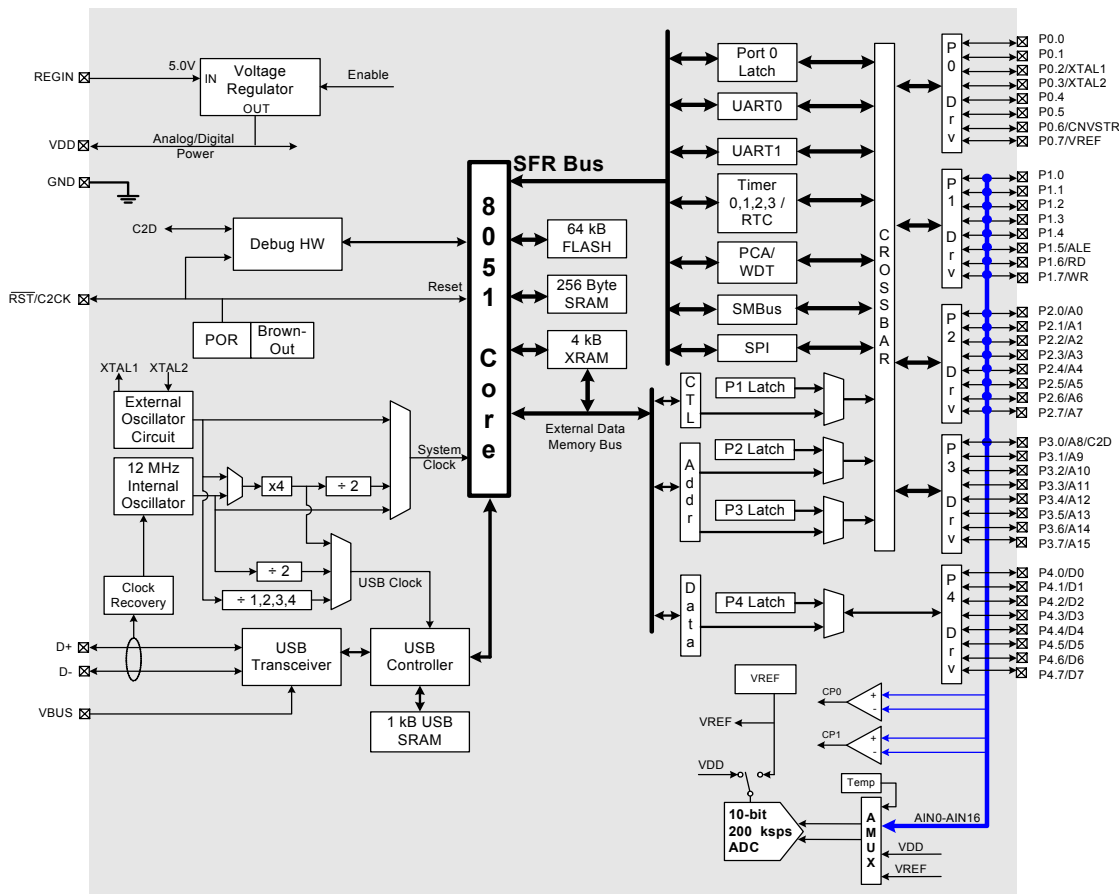 REGIN
5.0V
IN
Voltage
Regulator
OUT
Enable
VDD
Analog/Digital
Power
GND
C2D
Debug HW
RST/C2CK
Reset
POR
Brown-
Out
XTAL1
XTAL2
External
Oscillator
Circuit
12 MHz
Internal
Oscillator
x4
÷ 2
System
Clock
÷ 2
÷ 1,2,3,4
USB Clock
Clock
Recovery
D+
D-
VBUS
USB
Transceiver
USB
Controller
1 kB USB
SRAM
8051 Core
SFR Bus
64 kB
FLASH
256 Byte
SRAM
4 kB
XRAM
External Data
Memory Bus
Port 0
Latch
UART0
UART1
Timer
0,1,2,3 /
RTC
PCA/
WDT
SMBus
SPI
CTL
P1 Latch
Addr
P2 Latch
P3 Latch
Data
P4 Latch
CROSSBAR
P0 Drv
P0.0
P0.1
P0.2/XTAL1
P0.3/XTAL2
P0.4
P0.5
P0.6/CNVSTR
P0.7/VREF
P1 Drv
P1.0
P1.1
P1.2
P1.3
P1.4
P1.5/ALE
P1.6/RD
P1.7/WR
P2 Drv
P2.0/A0
P2.1/A1
P2.2/A2
P2.3/A3
P2.4/A4
P2.5/A5
P2.6/A6
P2.7/A7
P3 Drv
P3.0/A8/C2D
P3.1/A9
P3.2/A10
P3.3/A11
P3.4/A12
P3.5/A13
P3.6/A14
P3.7/A15
P4 Drv
P4.0/D0
P4.1/D1
P4.2/D2
P4.3/D3
P4.4/D4
P4.5/D5
P4.6/D6
P4.7/D7
VREF
VREF
CP0
+
-
CP1
+
-
VDD
Temp
10-bit
200 ksps
ADC
AMUX
AIN0-AIN16
VDD
VREF